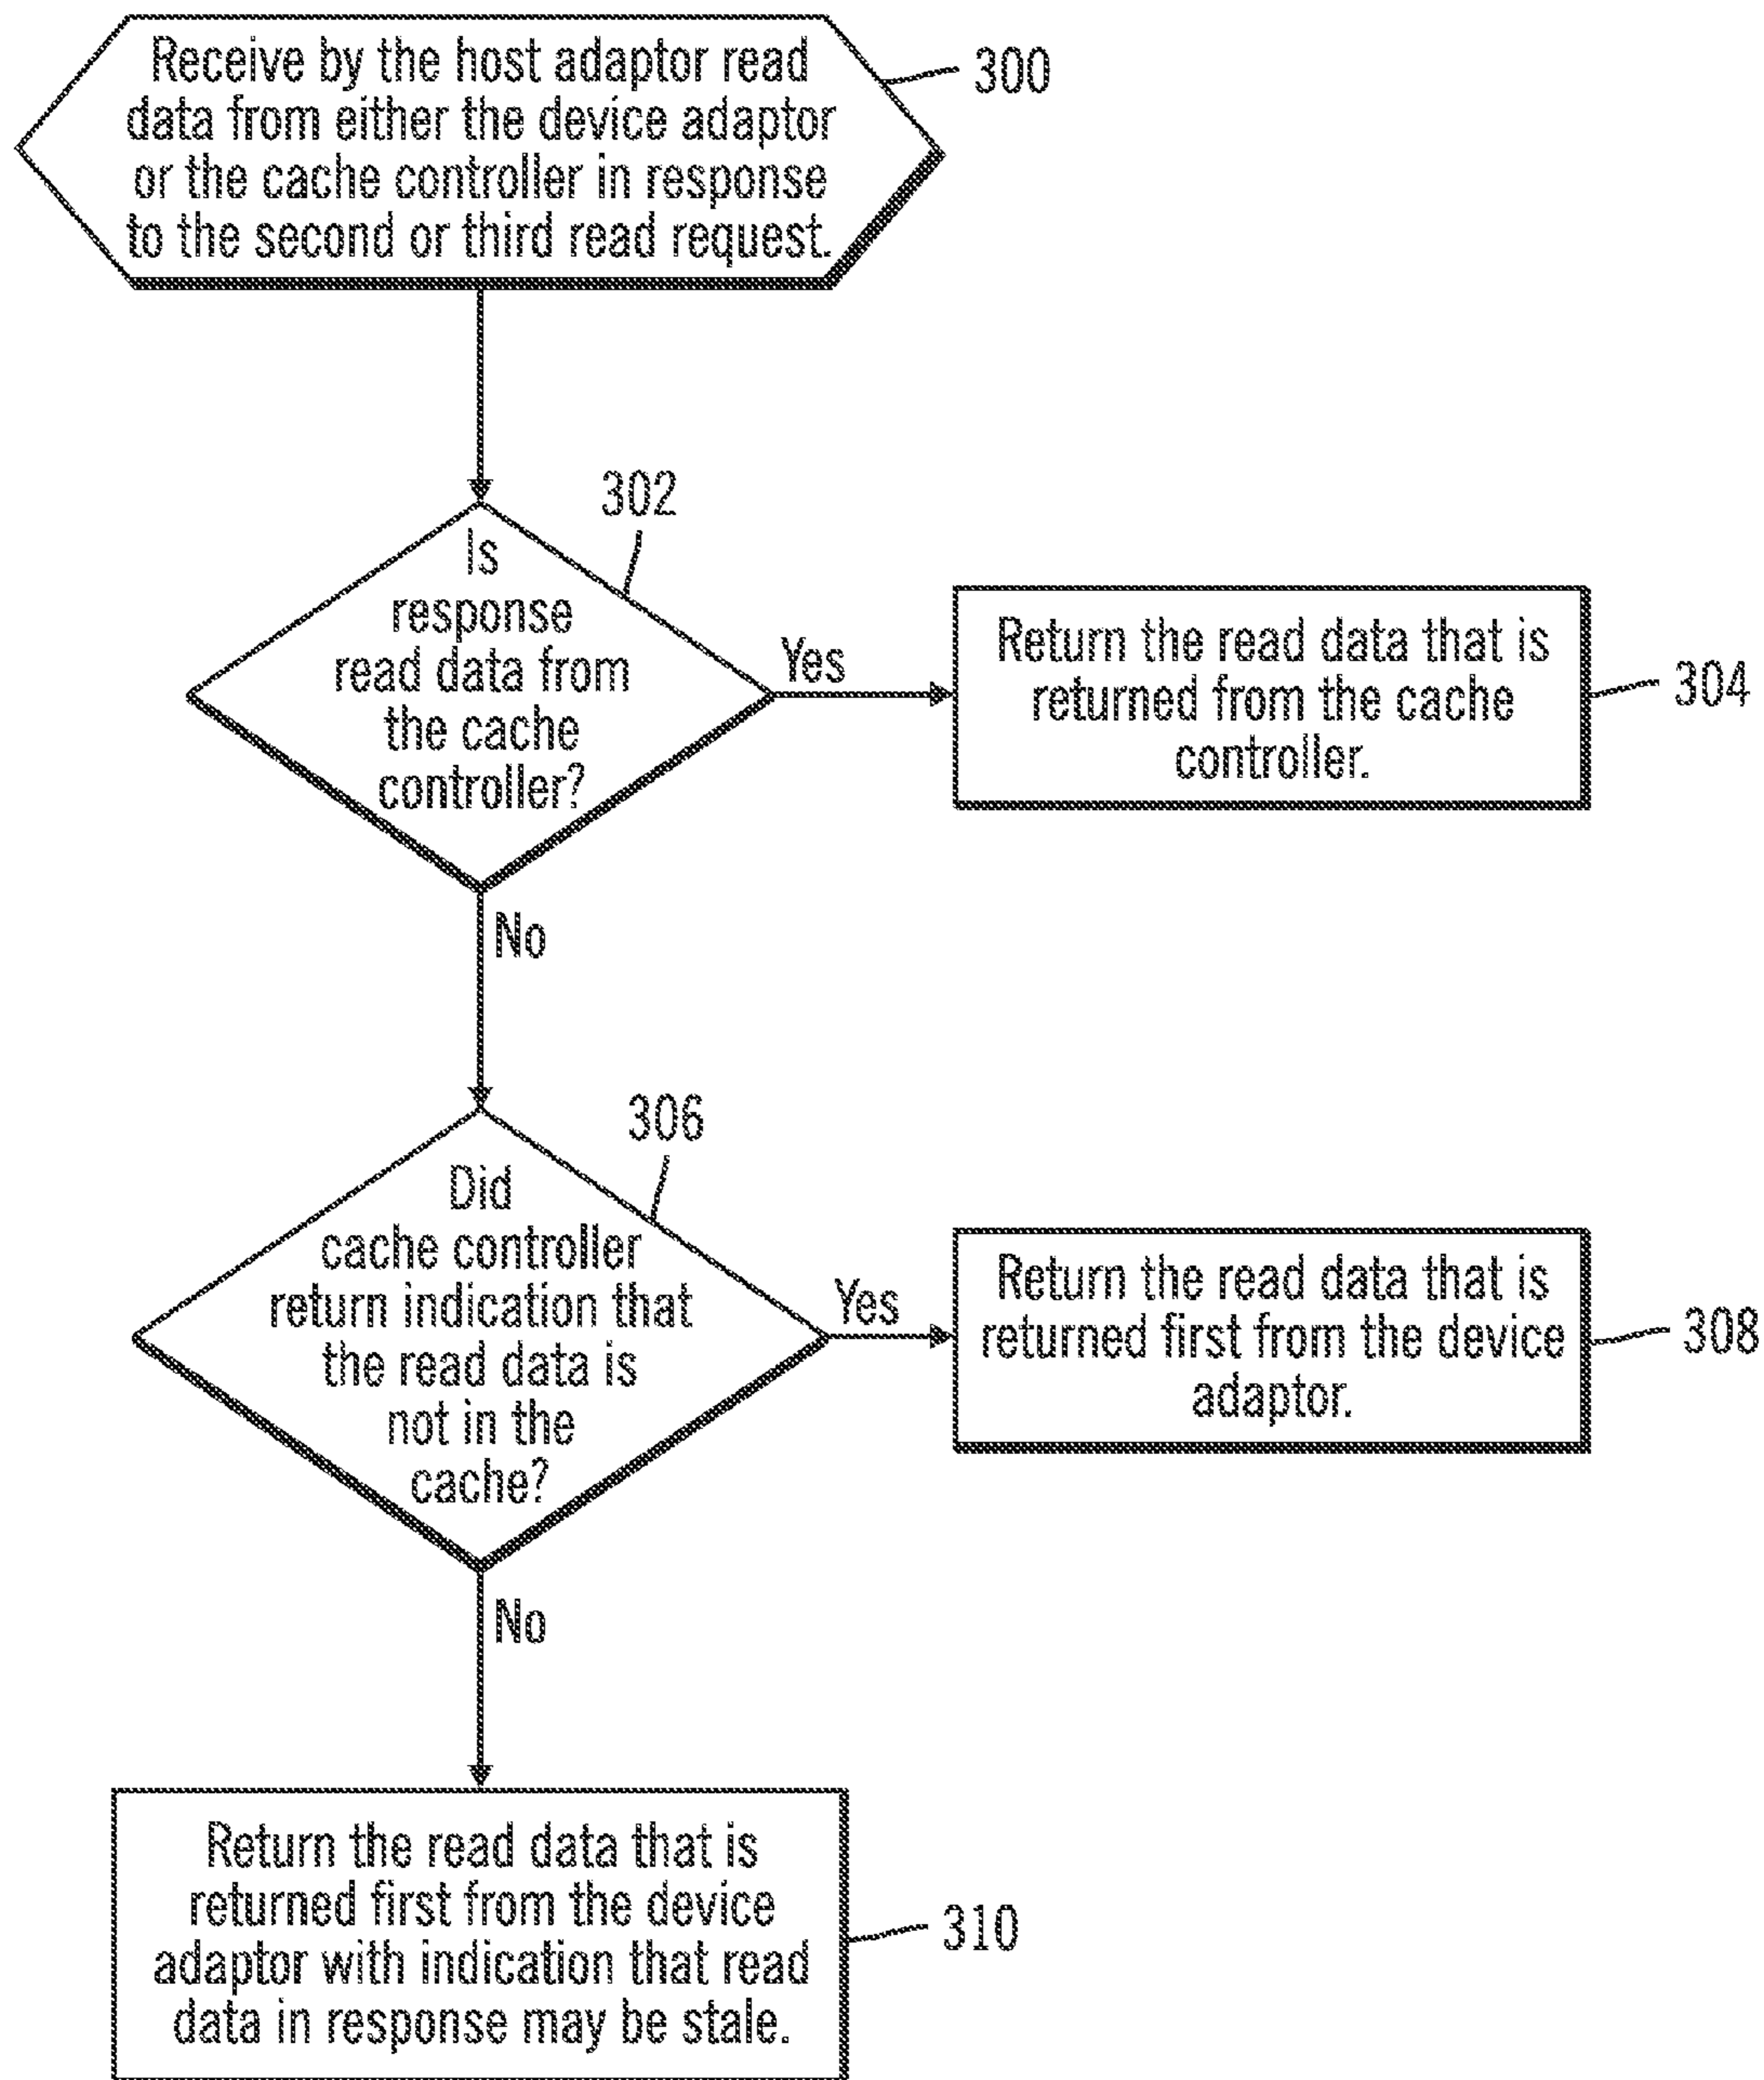 Receive by the host adaptor read
data from either the device adaptor
or the cache controller in response
to the second or third read request.
300
302
Is
response
read data from
the cache
controller?
Yes
Return the read data that is
returned from the cache
controller.
304
No
306
Did
cache controller
return indication that
the read data is
not in the
cache?
Yes
Return the read data that is
returned first from the device
adaptor.
308
No
Return the read data that is
returned first from the device
adaptor with indication that read
data in response may be stale.
310